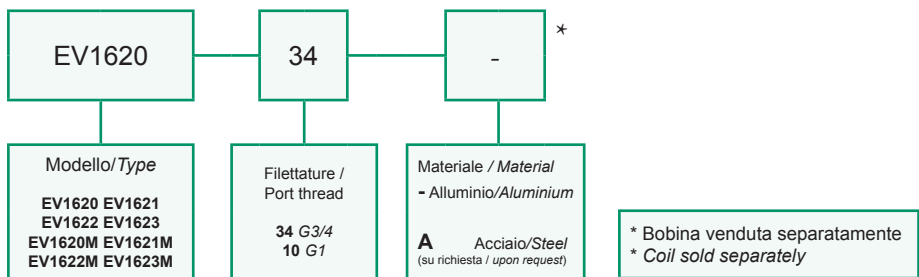 EV1620 34 - *
Modello/Type
EV1620 EV1621
EV1622 EV1623
EV1620M EV1621M
EV1622M EV1623M
Filettature /
Port thread
34 G3/4
10 G1
Materiale / Material
- Alluminio/Aluminium
A Acciaio/Steel
(su richiesta / upon request)
* Bobina venduta separatamente
* Coil sold separately